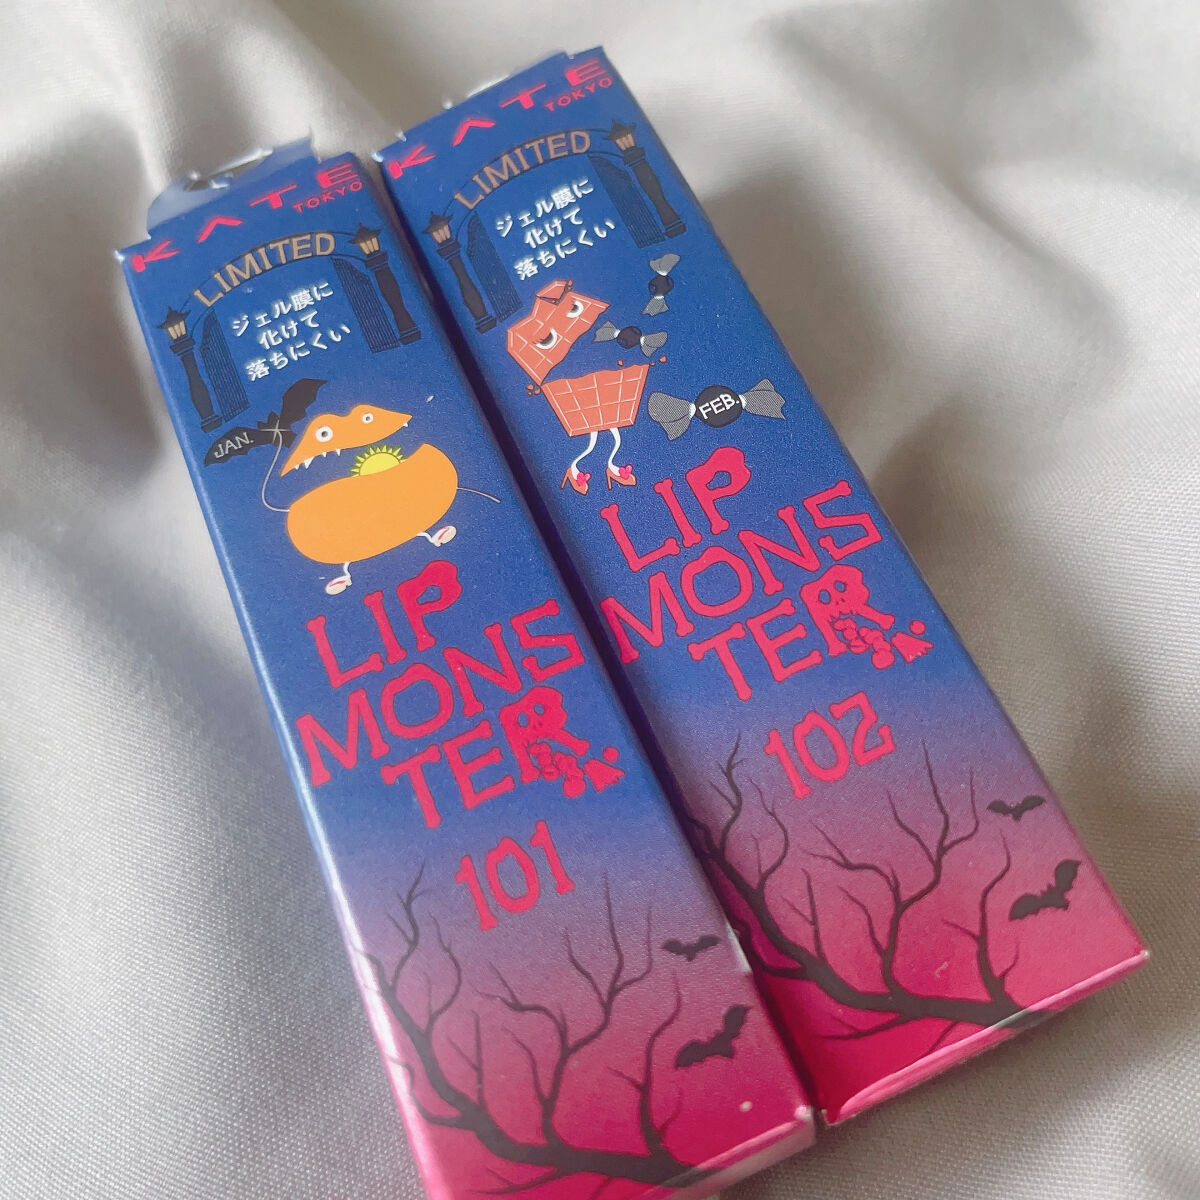 KATE
TOKYO
LIMITED
ジェル膜に
化けて
落ちにくい
JAN.
LIP
MONS
TER
101
KATE
TOKYO
LIMITED
ジェル膜に
化けて
落ちにくい
FEB.
LIP
MONS
TER
102